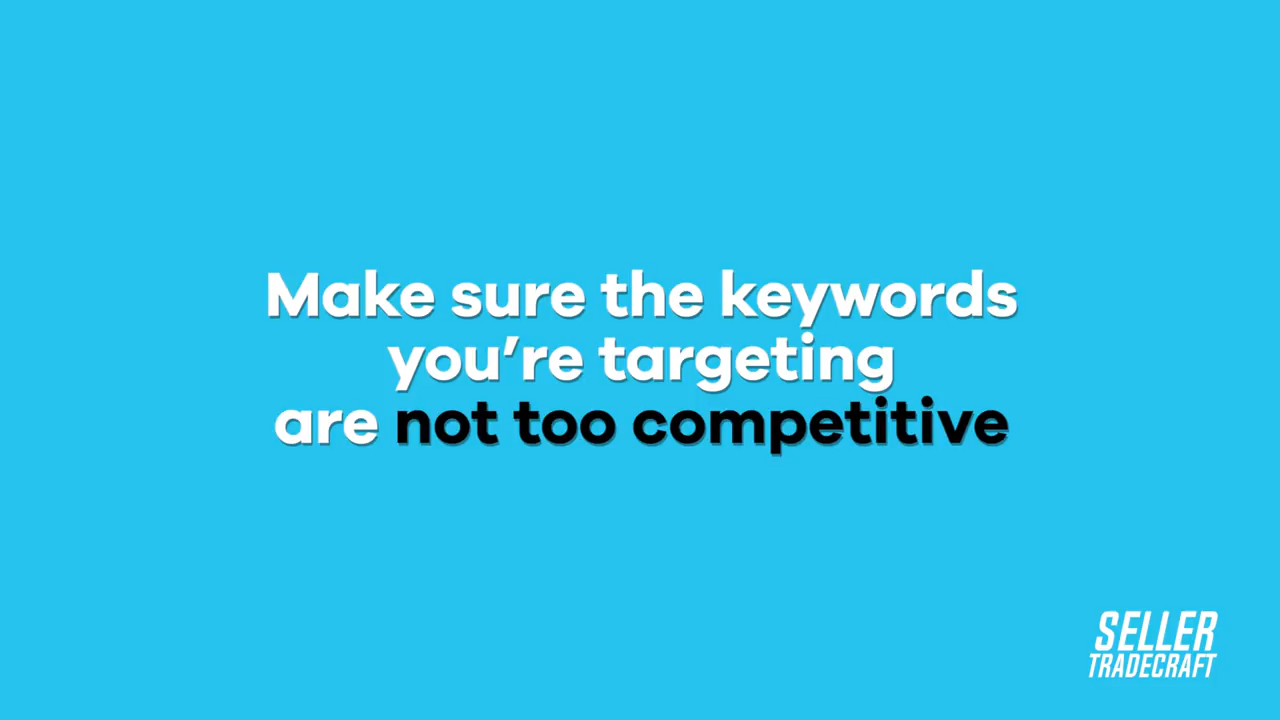 Make sure the keywords
you’re targeting
are not too competitive
SELLER
TRADECRAFT